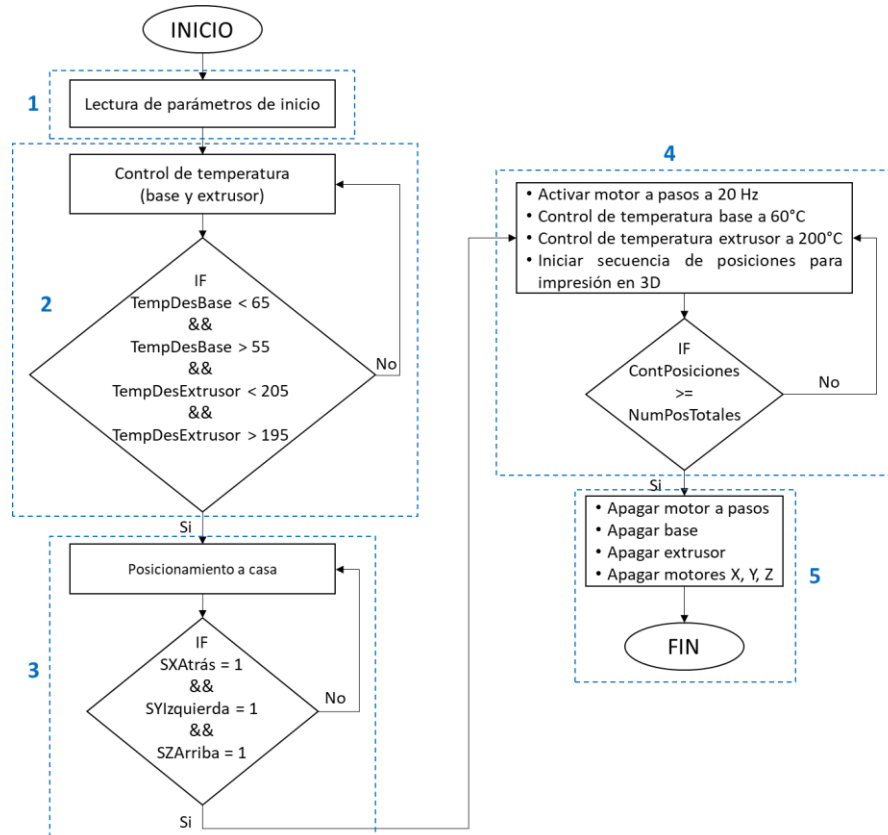 INICIO
1
Lectura de parámetros de inicio
2
Control de temperatura
(base y extrusor)
IF
TempDesBase < 65
&&
TempDesBase > 55
&&
TempDesExtrusor < 205
&&
TempDesExtrusor > 195
No
Si
3
Posicionamiento a casa
IF
SXAtrás = 1
&&
SYIzquierda = 1
&&
SZArriba = 1
No
Si
4
• Activar motor a pasos a 20 Hz
• Control de temperatura base a 60°C
• Control de temperatura extrusor a 200°C
• Iniciar secuencia de posiciones para
impresión en 3D
IF
ContPosiciones
>=
NumPosTotales
No
Si
5
• Apagar motor a pasos
• Apagar base
• Apagar extrusor
• Apagar motores X, Y, Z
FIN